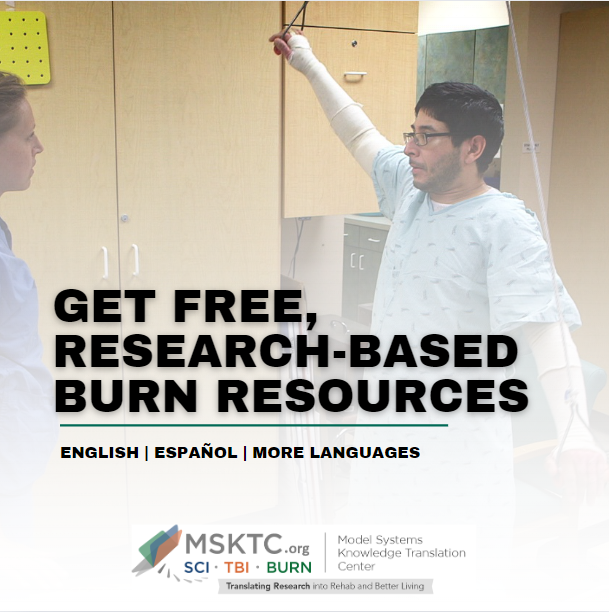 GET FREE,
RESEARCH-BASED
BURN RESOURCES
ENGLISH | ESPAÑOL | MORE LANGUAGES
MSKTC.org
SCI · TBI · BURN
Model Systems
Knowledge Translation
Center
Translating Research into Rehab and Better Living